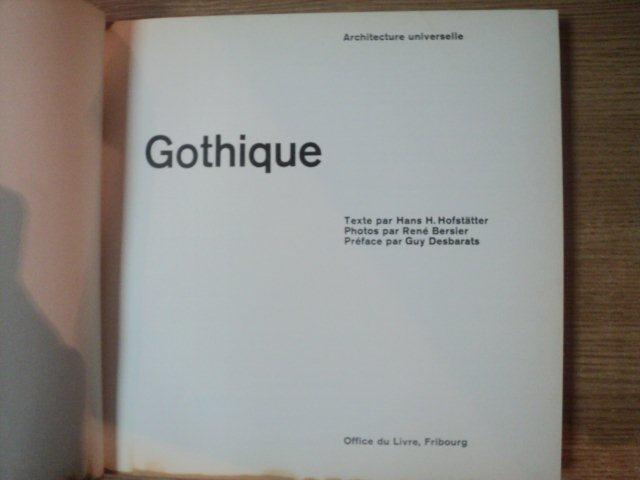 Architecture universelle
Gothique
Texte par Hans H. Hofstätter
Photos par René Bersier
Préface par Guy Desbarats
Office du Livre, Fribourg